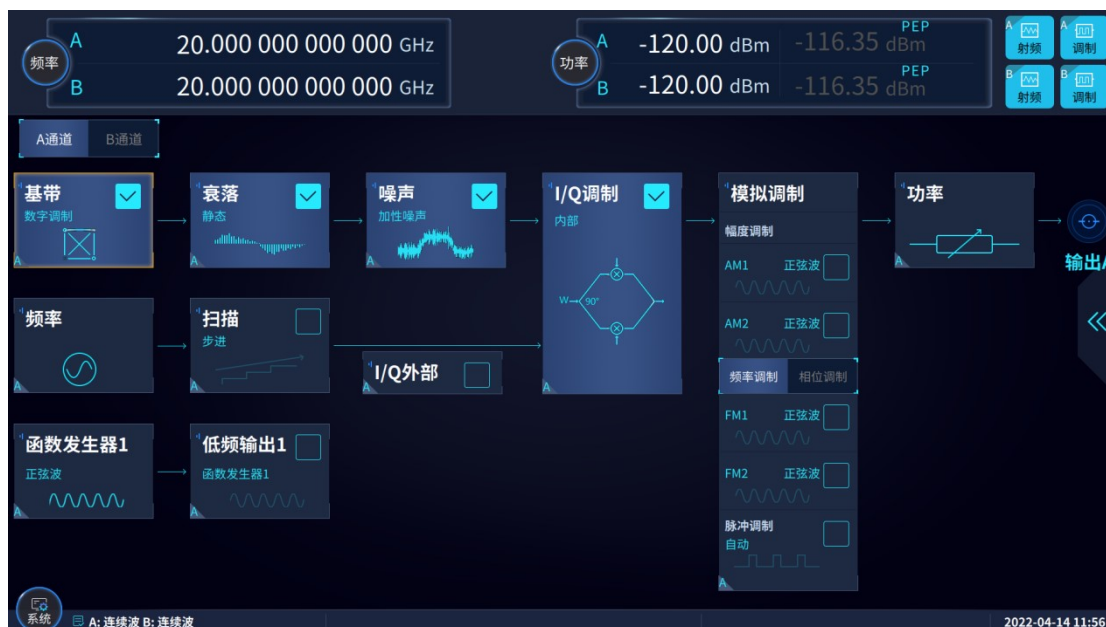 频率
A
20.000 000 000 000 GHz
B
20.000 000 000 000 GHz
功率
A
-120.00 dBm
PEP
-116.35 dBm
B
-120.00 dBm
PEP
-116.35 dBm
A
射频
A
调制
B
射频
B
调制
A通道
B通道
基带
数字调制
A
衰落
静态
A
噪声
加性噪声
A
I/Q调制
内部
W
90°
A
模拟调制
幅度调制
AM1 正弦波
AM2 正弦波
频率调制
相位调制
FM1 正弦波
FM2 正弦波
脉冲调制
自动
A
功率
A
输出A
频率
A
扫描
步进
A
I/Q外部
A
函数发生器1
正弦波
A
低频输出1
函数发生器1
A
系统
A: 连续波 B: 连续波
2022-04-14 11:56